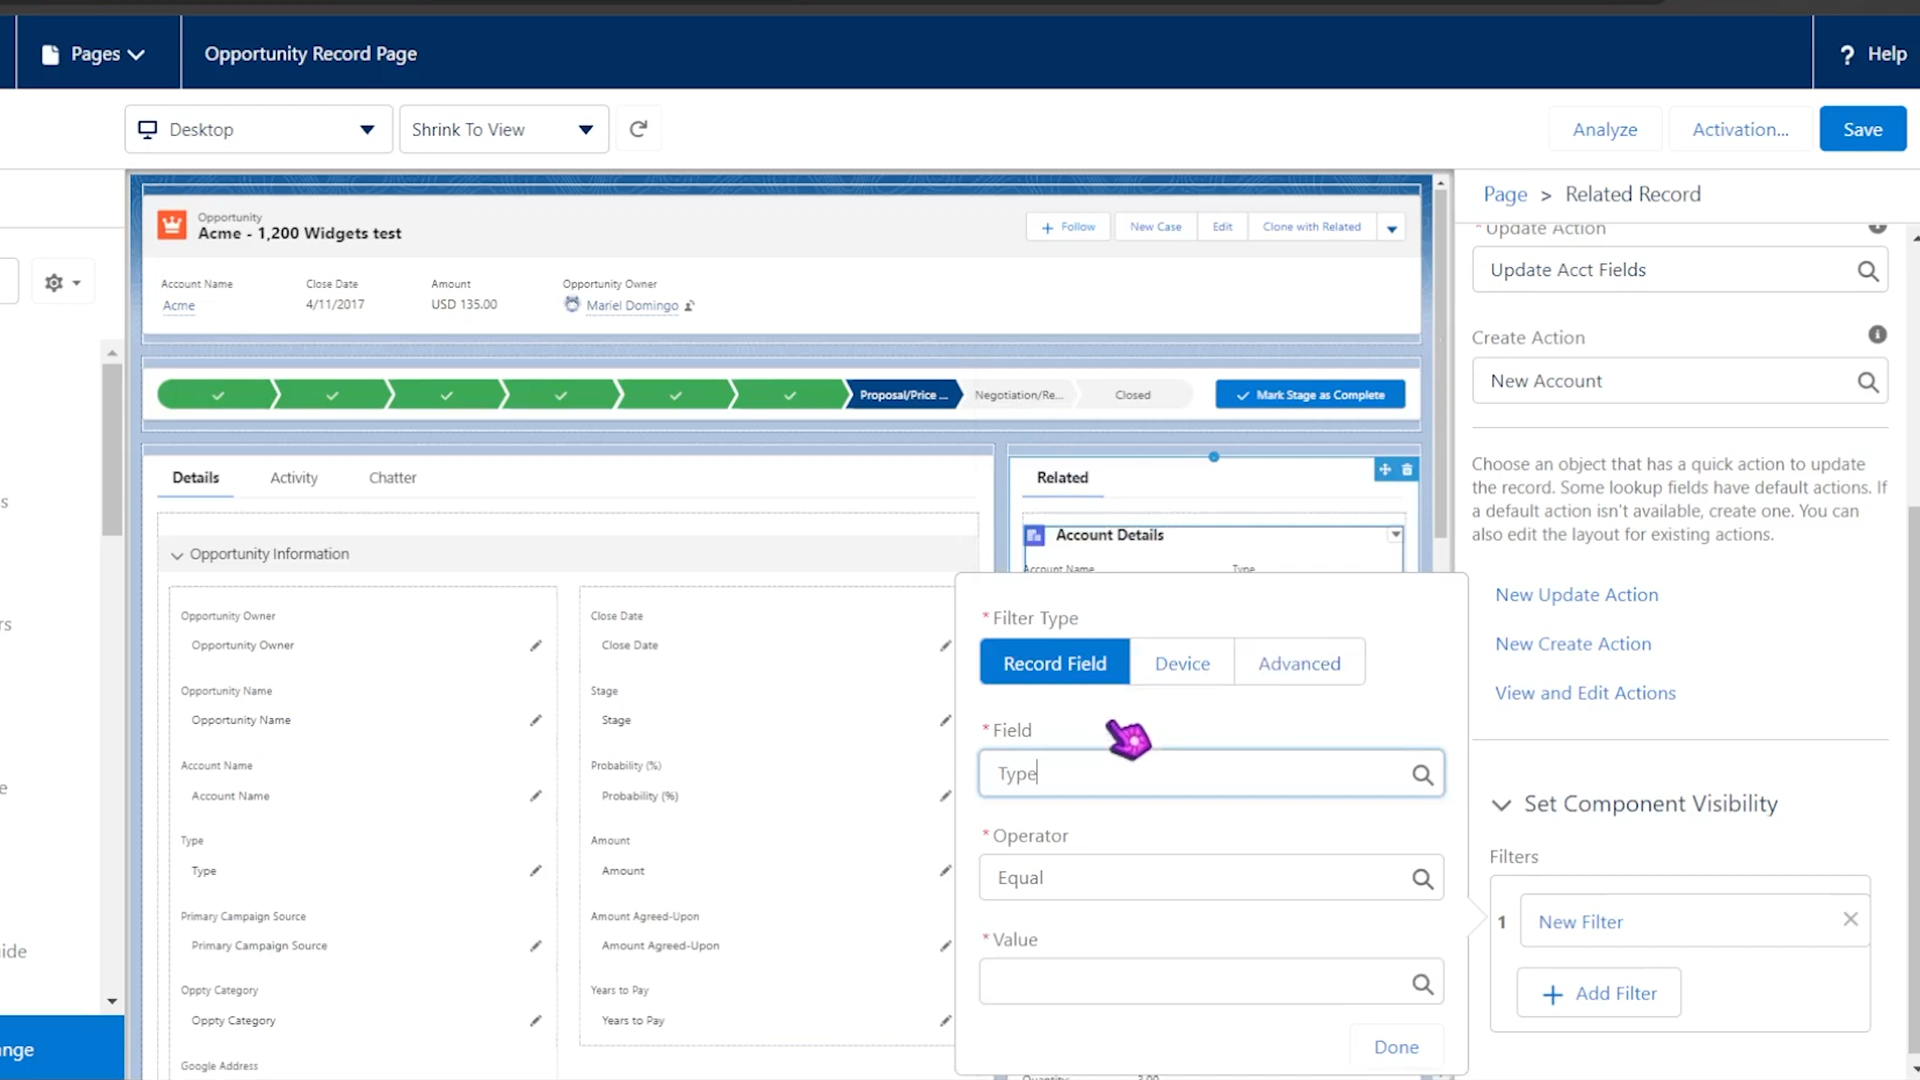 Pages
Opportunity Record Page
? Help
Desktop
Shrink To View
Analyze
Activation...
Save
Page > Related Record
Opportunity
Acme - 1,200 Widgets test
+ Follow
New Case
Edit
Clone with Related
Account Name
Acme
Close Date
4/11/2017
Amount
USD 135.00
Opportunity Owner
Mariel Domingo
Proposal/Price ...
Negotiation/Re...
Closed
Mark Stage as Complete
Details
Activity
Chatter
Opportunity Information
Opportunity Owner
Opportunity Owner
Opportunity Name
Opportunity Name
Account Name
Account Name
Type
Type
Primary Campaign Source
Primary Campaign Source
Oppty Category
Oppty Category
Google Address
Close Date
Close Date
Stage
Stage
Probability (%)
Probability (%)
Amount
Amount
Amount Agreed-Upon
Amount Agreed-Upon
Years to Pay
Years to Pay
Related
Account Details
Account Name
Type
* Filter Type
Record Field
Device
Advanced
* Field
Type
* Operator
Equal
* Value
Done
* Update Action
Update Acct Fields
Create Action
New Account
Choose an object that has a quick action to update
the record. Some lookup fields have default actions. If
a default action isn't available, create one. You can
also edit the layout for existing actions.
New Update Action
New Create Action
View and Edit Actions
Set Component Visibility
Filters
1
New Filter
+ Add Filter